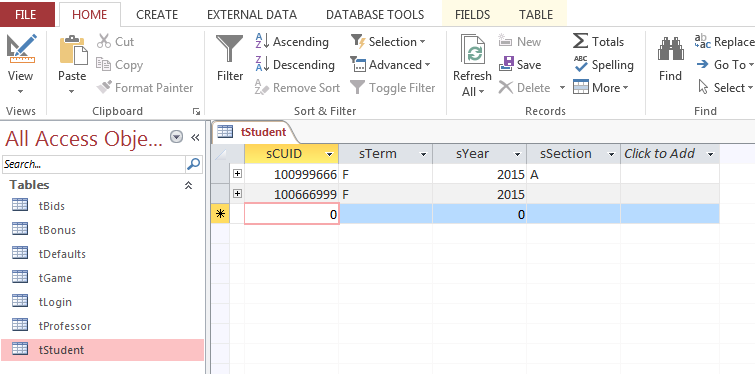 FILE HOME CREATE EXTERNAL DATA DATABASE TOOLS FIELDS TABLE
View
Views
Paste
Cut
Copy
Format Painter
Clipboard
Filter
Ascending
Descending
Remove Sort
Selection
Advanced
Toggle Filter
Sort & Filter
Refresh
All
New
Save
Delete
Totals
Spelling
More
Records
Find
Replace
Go To
Select
Find
All Access Obje...
Search...
Tables
tBids
tBonus
tDefaults
tGame
tLogin
tProfessor
tStudent
tStudent
sCUID sTerm sYear sSection Click to Add
100999666 F 2015 A
100666999 F 2015
0 0